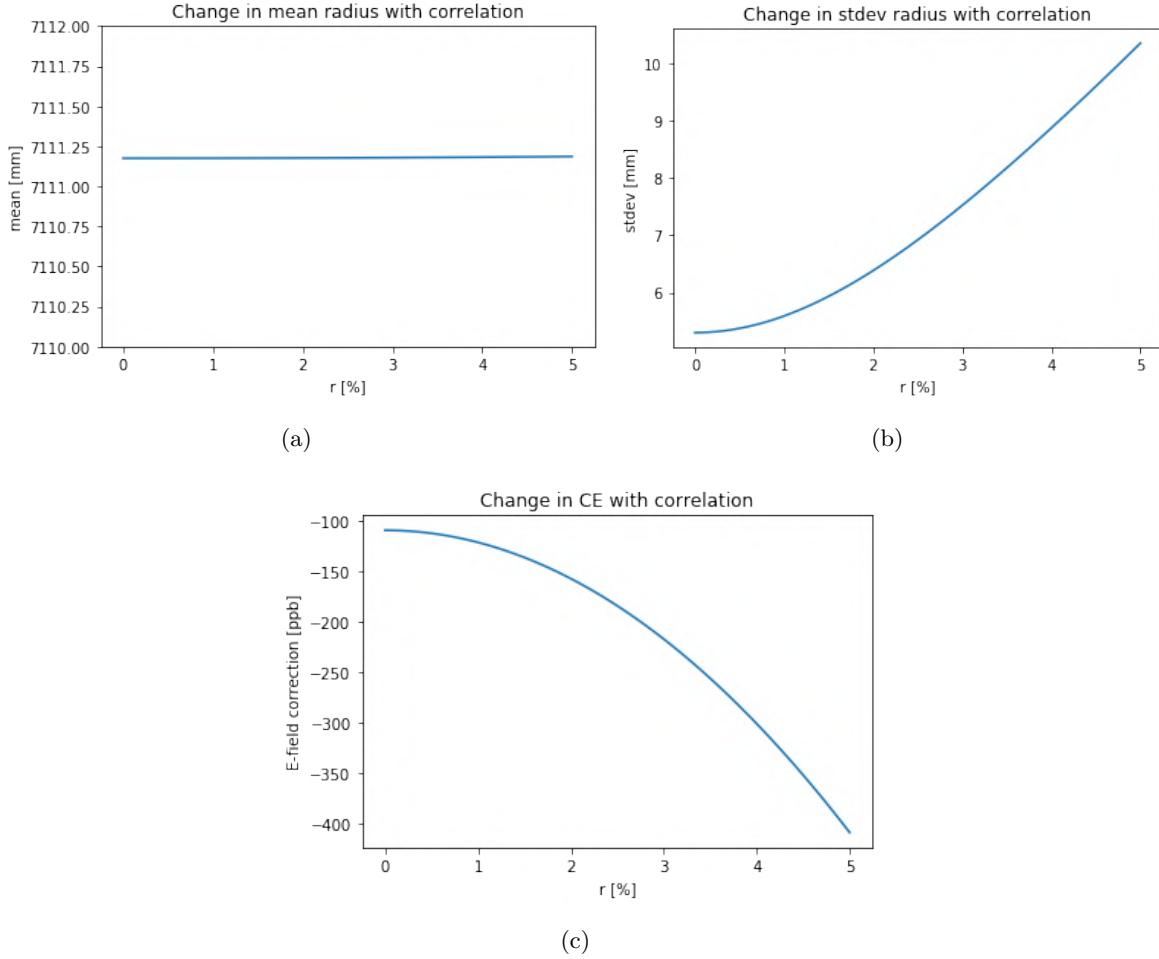 Change in mean radius with correlation
7112.00
7111.75
7111.50
7111.25
7111.00
7110.75
7110.50
7110.25
7110.00
mean [mm]
0 1 2 3 4 5
r [%]
(a)
Change in stdev radius with correlation
10
9
8
7
6
stdev [mm]
0 1 2 3 4 5
r [%]
(b)
Change in CE with correlation
−100
−150
−200
−250
−300
−350
−400
E-field correction [ppb]
0 1 2 3 4 5
r [%]
(c)